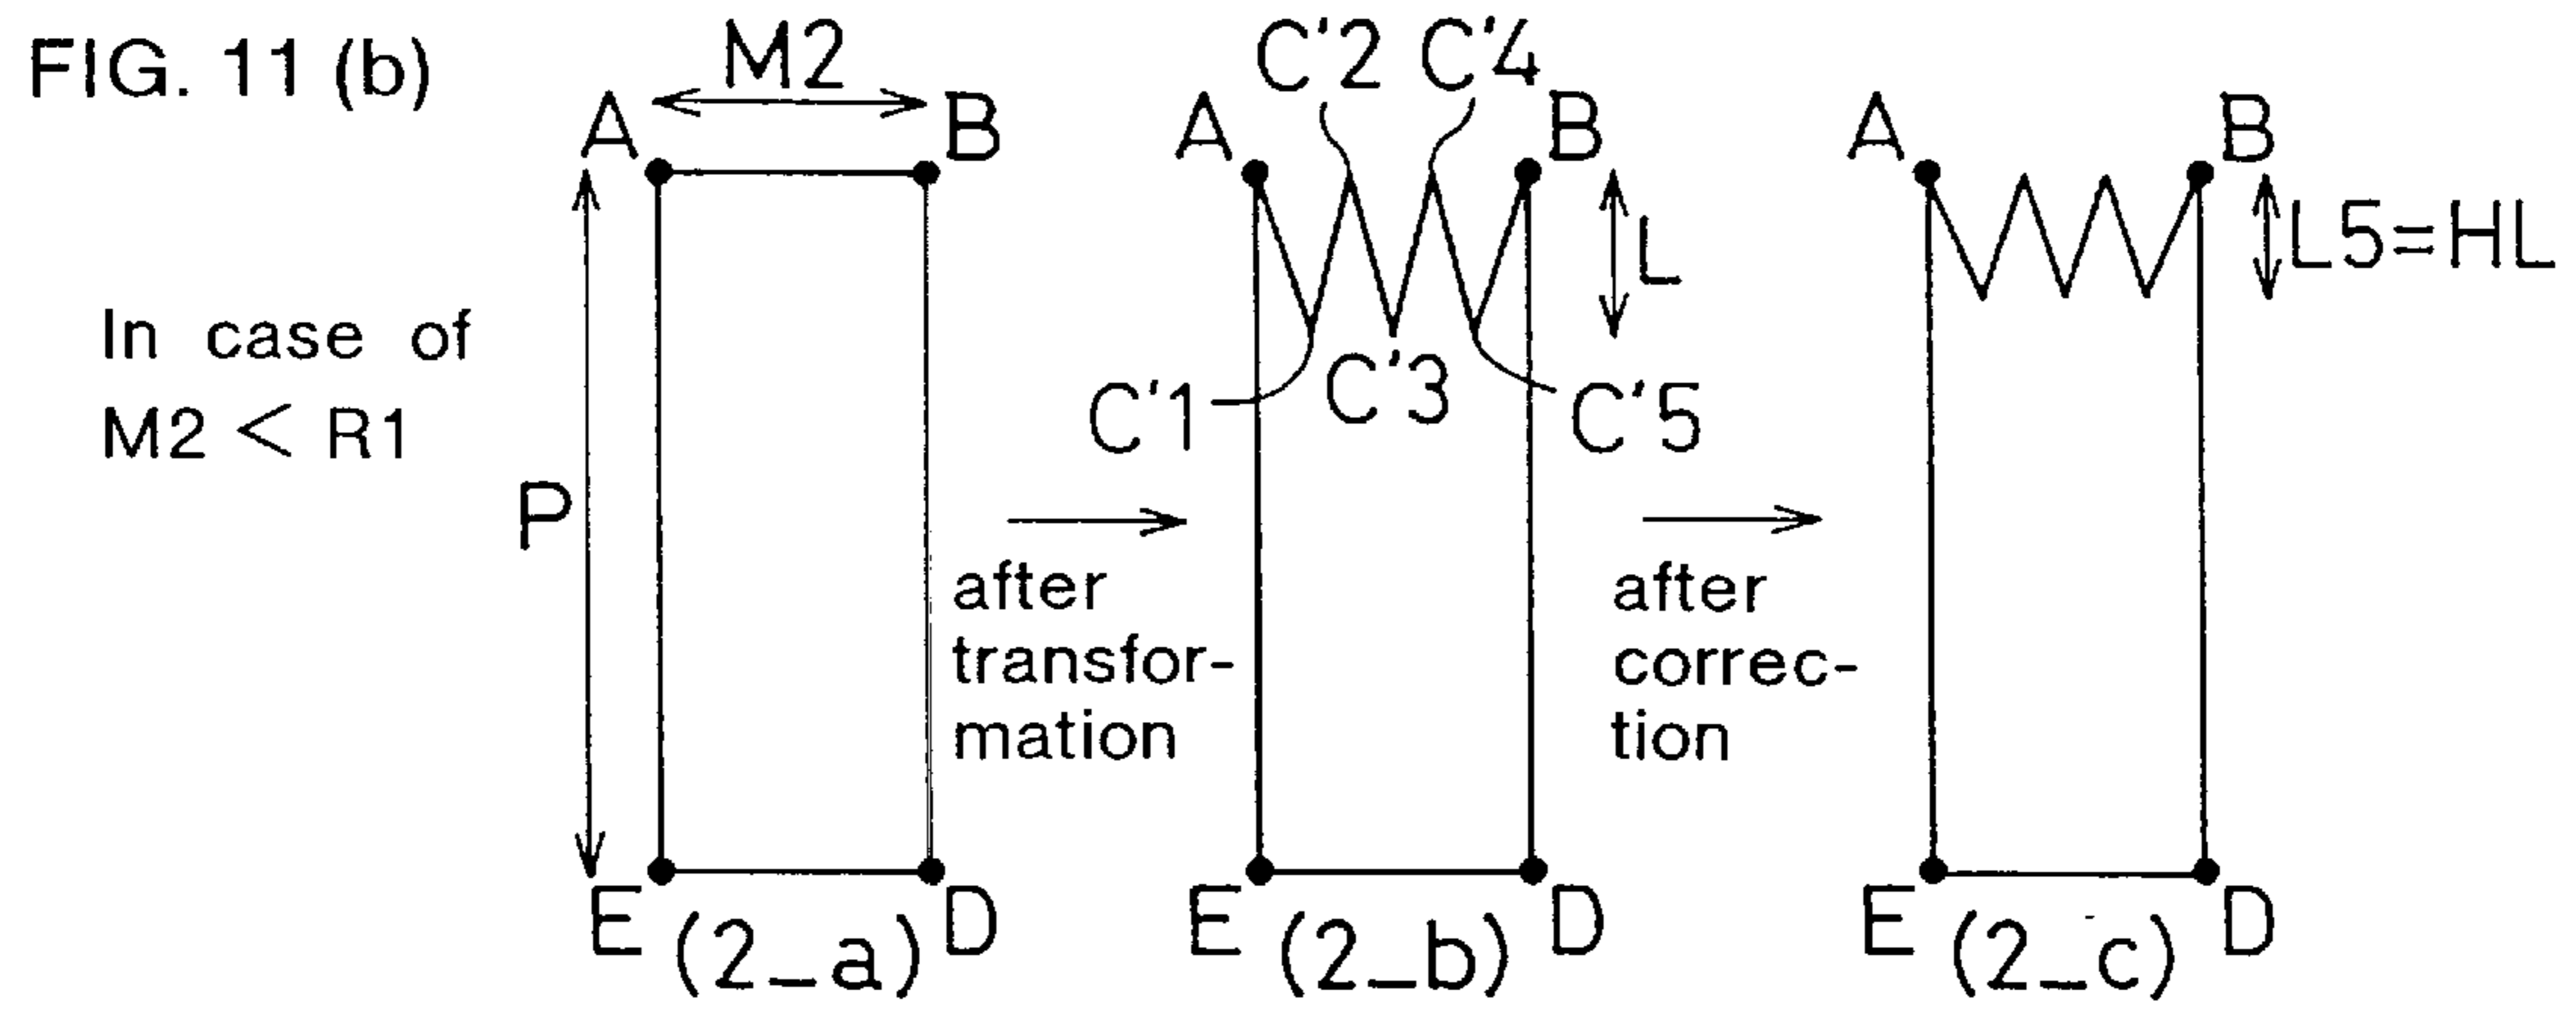 FIG. 11 (b)
In case of
M2 < R1
M2
A
B
P
E
D
(2_a)
after
transfor-
mation
C'2
C'4
A
B
L
C'1
C'3
C'5
E
D
(2_b)
after
correc-
tion
A
B
L5=HL
E
D
(2_c)